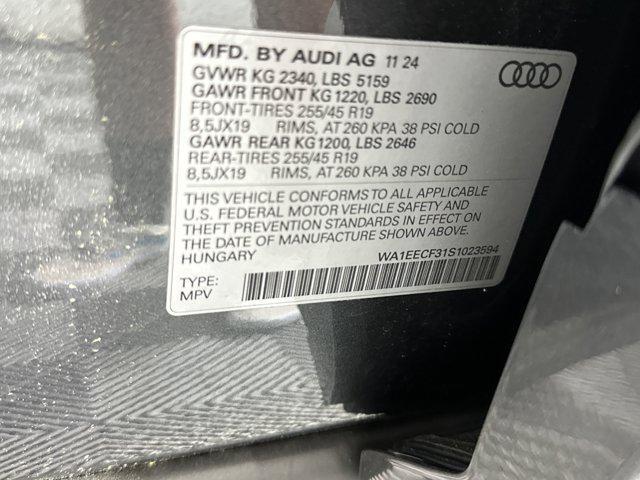 MFD. BY AUDI AG 11 24
GVWR KG 2340, LBS 5159
GAWR FRONT KG 1220, LBS 2690
FRONT-TIRES 255/45 R19
8,5JX19 RIMS, AT 260 KPA 38 PSI COLD
GAWR REAR KG 1200, LBS 2646
REAR-TIRES 255/45 R19
8,5JX19 RIMS, AT 260 KPA 38 PSI COLD
THIS VEHICLE CONFORMS TO ALL APPLICABLE
U.S. FEDERAL MOTOR VEHICLE SAFETY AND
THEFT PREVENTION STANDARDS IN EFFECT ON
THE DATE OF MANUFACTURE SHOWN ABOVE.
HUNGARY WA1EECF31S1023594
TYPE:
MPV